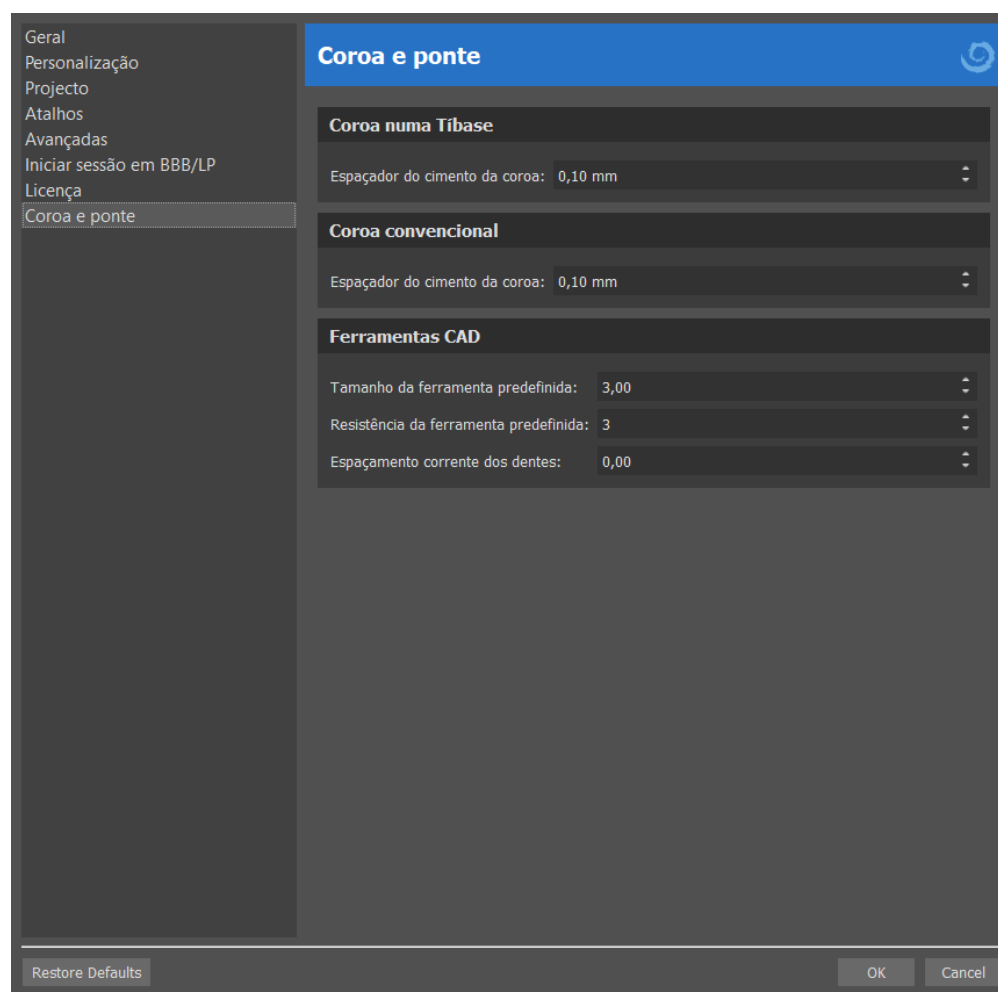 Geral
Personalização
Projecto
Atalhos
Avançadas
Iniciar sessão em BBB/LP
Licença
Coroa e ponte
Coroa e ponte
Coroa numa Tíbase
Espaçador do cimento da coroa: 0,10 mm
Coroa convencional
Espaçador do cimento da coroa: 0,10 mm
Ferramentas CAD
Tamanho da ferramenta predefinida: 3,00
Resistência da ferramenta predefinida: 3
Espaçamento corrente dos dentes: 0,00
Restore Defaults
OK
Cancel